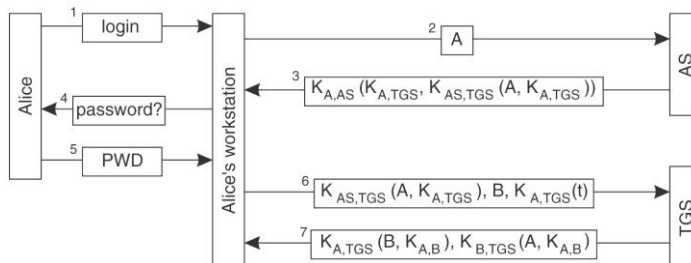 Alice
1 login
4 password?
5 PWD
Alice's workstation
2 A
3 K_A,AS (K_A,TGS, K_AS,TGS (A, K_A,TGS))
AS
6 K_AS,TGS (A, K_A,TGS), B, K_A,TGS(t)
7 K_A,TGS (B, K_A,B), K_B,TGS (A, K_A,B)
TGS